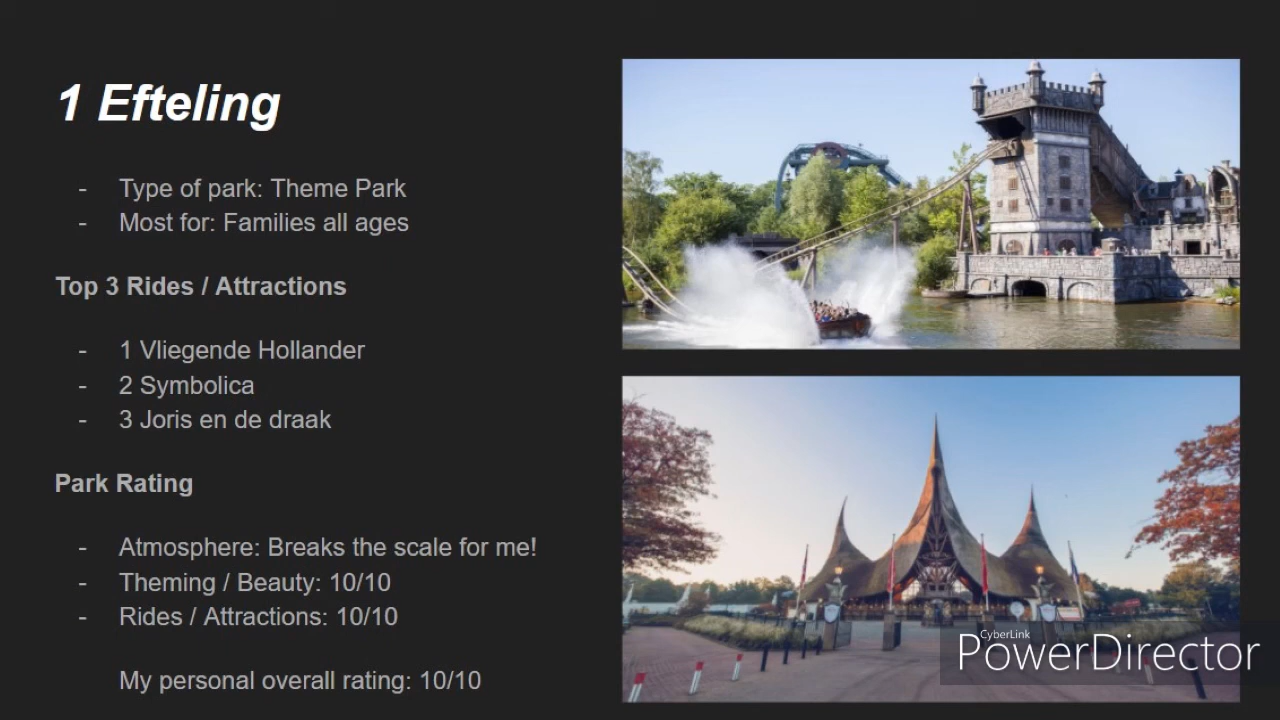 1 Efteling
- Type of park: Theme Park
- Most for: Families all ages
Top 3 Rides / Attractions
- 1 Vliegende Hollander
- 2 Symbolica
- 3 Joris en de draak
Park Rating
- Atmosphere: Breaks the scale for me!
- Theming / Beauty: 10/10
- Rides / Attractions: 10/10
My personal overall rating: 10/10
CyberLink
PowerDirector